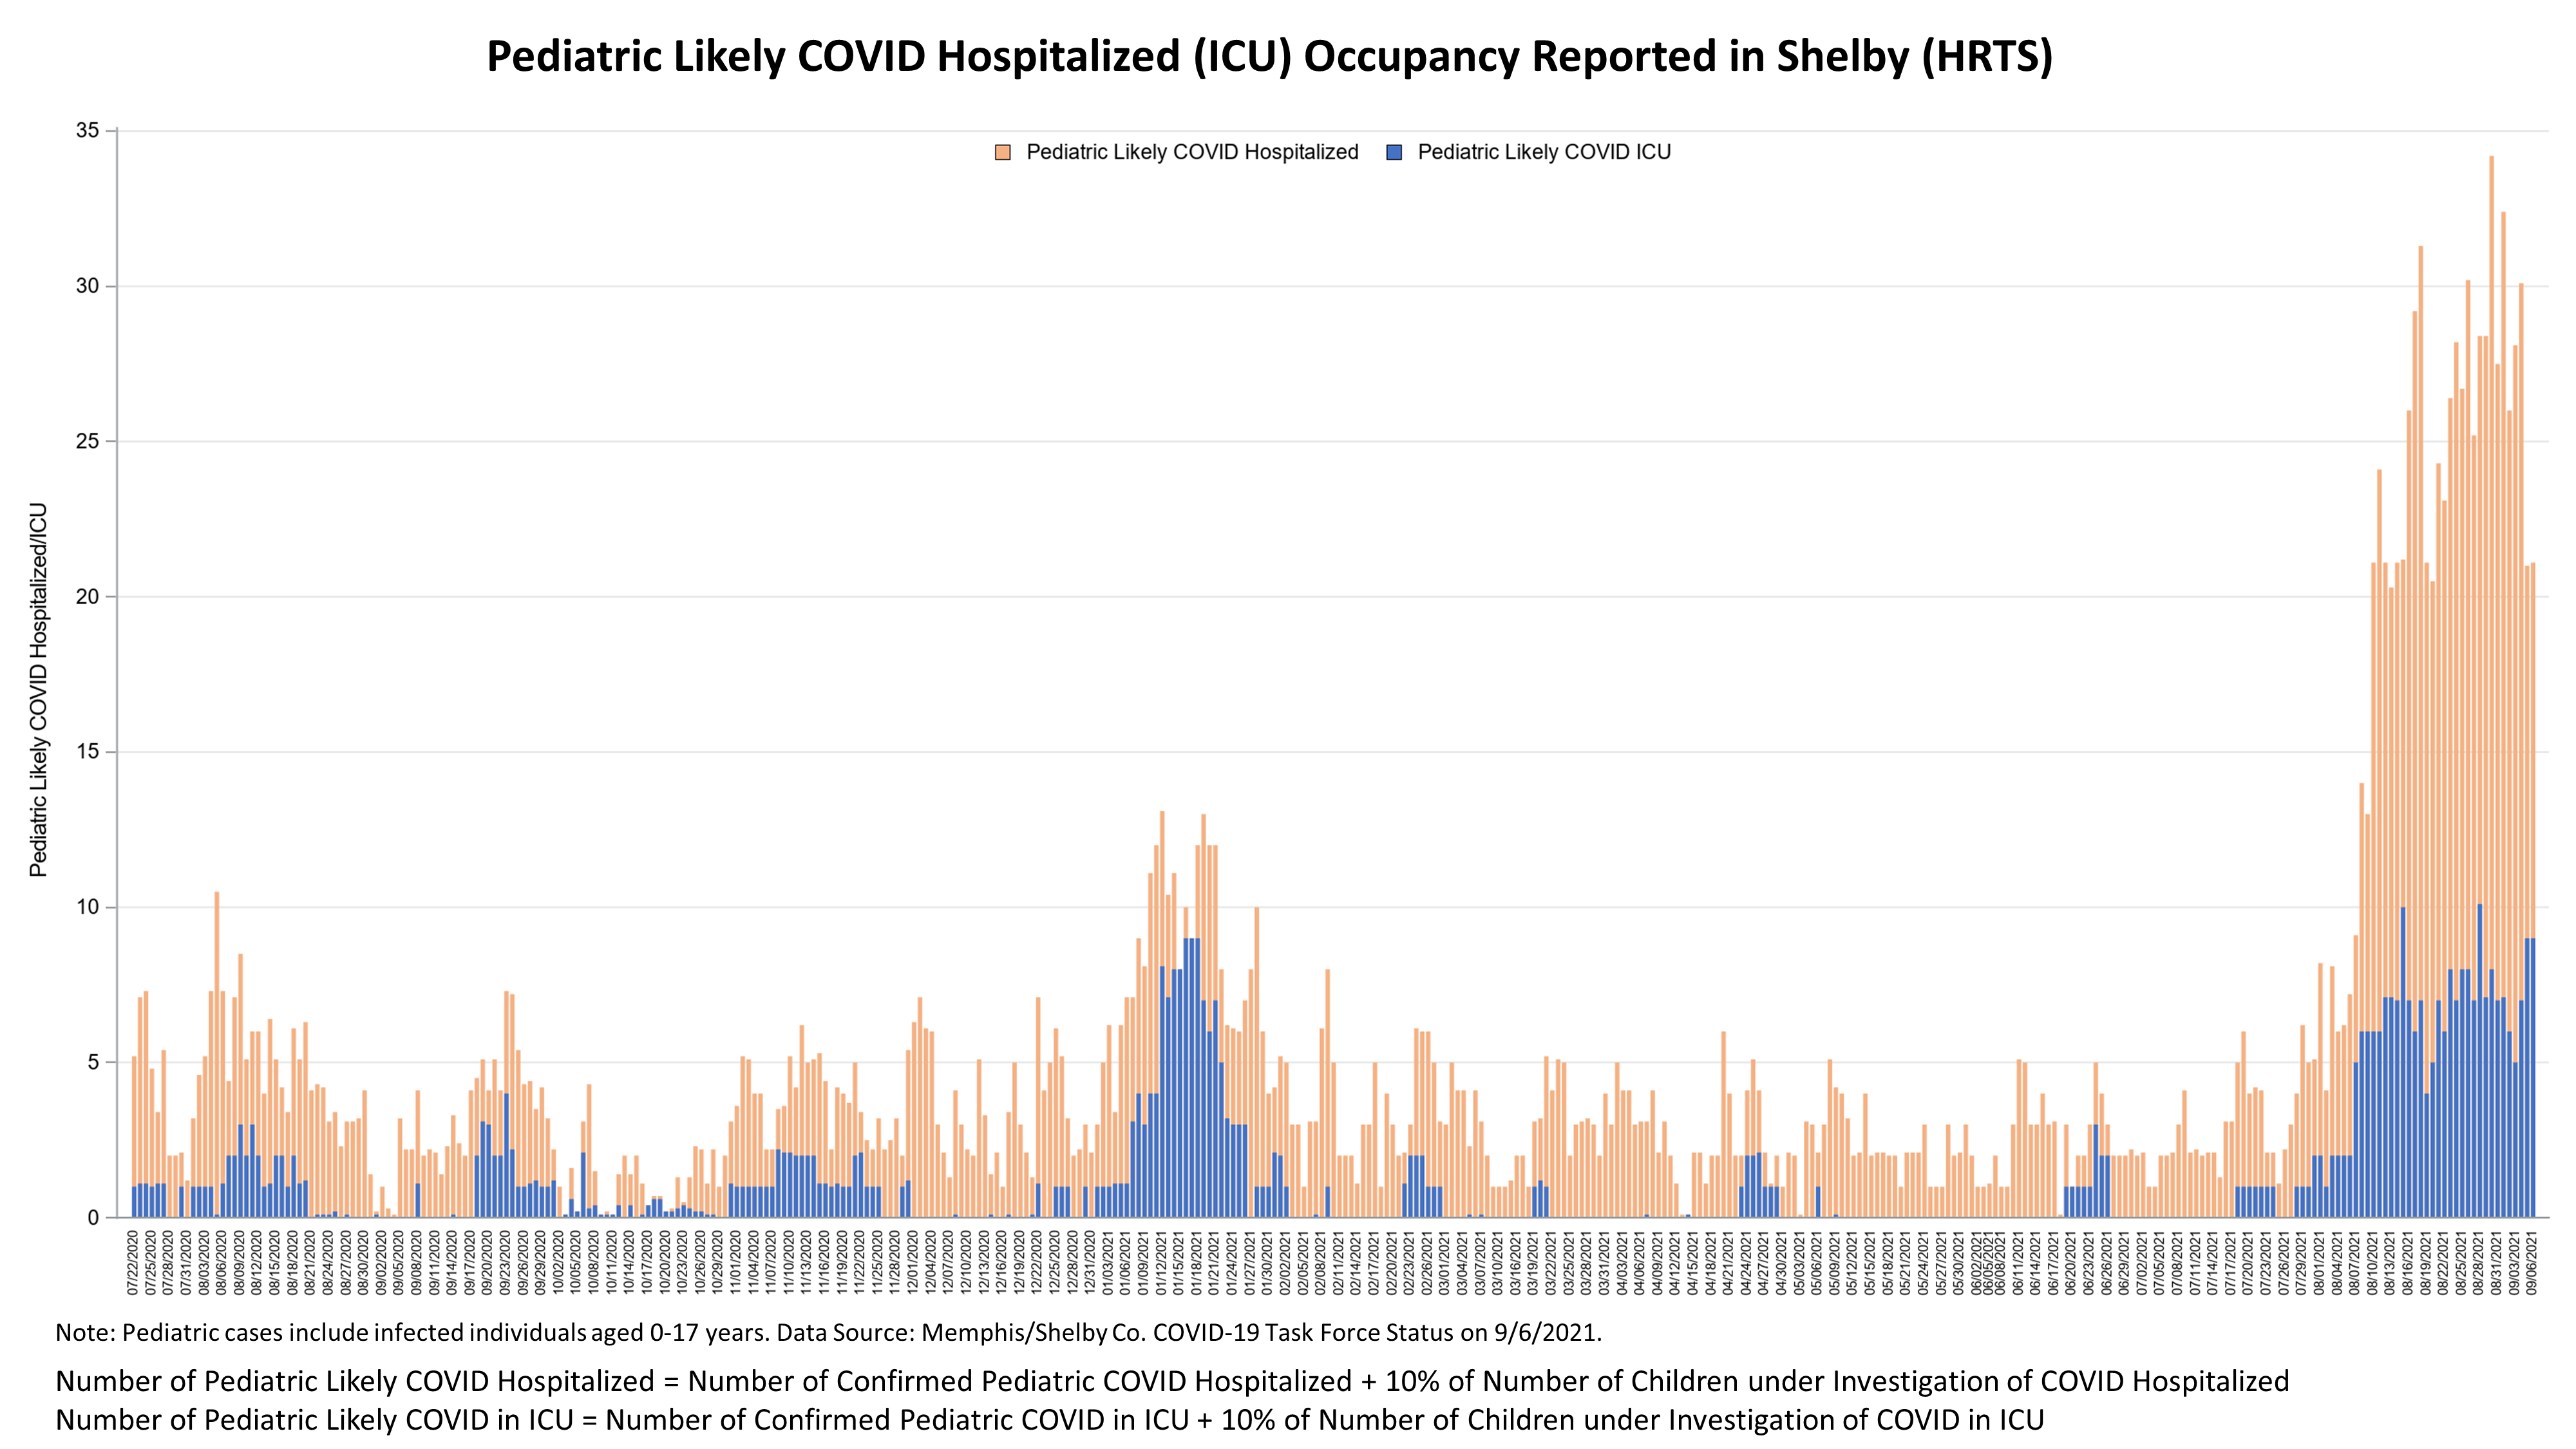 Pediatric Likely COVID Hospitalized (ICU) Occupancy Reported in Shelby (HRTS)
Pediatric Likely COVID Hospitalized Pediatric Likely COVID ICU
Pediatric Likely COVID Hospitalized/ICU
35
30
25
20
15
10
5
0
07/22/2020 07/25/2020 07/28/2020 07/31/2020 08/03/2020 08/06/2020 08/09/2020 08/12/2020 08/15/2020 08/18/2020 08/21/2020 08/24/2020 08/27/2020 08/30/2020 09/02/2020 09/05/2020 09/08/2020 09/11/2020 09/14/2020 09/17/2020 09/20/2020 09/23/2020 09/26/2020 09/29/2020 10/02/2020 10/05/2020 10/08/2020 10/11/2020 10/14/2020 10/17/2020 10/20/2020 10/23/2020 10/26/2020 10/29/2020 11/01/2020 11/04/2020 11/07/2020 11/10/2020 11/13/2020 11/16/2020 11/19/2020 11/22/2020 11/25/2020 11/28/2020 12/01/2020 12/04/2020 12/07/2020 12/10/2020 12/13/2020 12/16/2020 12/19/2020 12/22/2020 12/25/2020 12/28/2020 12/31/2020 01/03/2021 01/06/2021 01/09/2021 01/12/2021 01/15/2021 01/18/2021 01/21/2021 01/24/2021 01/27/2021 01/30/2021 02/02/2021 02/05/2021 02/08/2021 02/11/2021 02/14/2021 02/17/2021 02/20/2021 02/23/2021 02/26/2021 03/01/2021 03/04/2021 03/07/2021 03/10/2021 03/16/2021 03/19/2021 03/22/2021 03/25/2021 03/28/2021 03/31/2021 04/03/2021 04/06/2021 04/09/2021 04/12/2021 04/15/2021 04/18/2021 04/21/2021 04/24/2021 04/27/2021 04/30/2021 05/03/2021 05/06/2021 05/09/2021 05/12/2021 05/15/2021 05/18/2021 05/21/2021 05/24/2021 05/27/2021 05/30/2021 06/02/2021 06/05/2021 06/08/2021 06/11/2021 06/14/2021 06/17/2021 06/20/2021 06/23/2021 06/26/2021 06/29/2021 07/02/2021 07/05/2021 07/08/2021 07/11/2021 07/14/2021 07/17/2021 07/20/2021 07/23/2021 07/26/2021 07/29/2021 08/01/2021 08/04/2021 08/07/2021 08/10/2021 08/13/2021 08/16/2021 08/19/2021 08/22/2021 08/25/2021 08/28/2021 08/31/2021 09/03/2021 09/06/2021
Note: Pediatric cases include infected individuals aged 0-17 years. Data Source: Memphis/Shelby Co. COVID-19 Task Force Status on 9/6/2021.
Number of Pediatric Likely COVID Hospitalized = Number of Confirmed Pediatric COVID Hospitalized + 10% of Number of Children under Investigation of COVID Hospitalized
Number of Pediatric Likely COVID in ICU = Number of Confirmed Pediatric COVID in ICU + 10% of Number of Children under Investigation of COVID in ICU